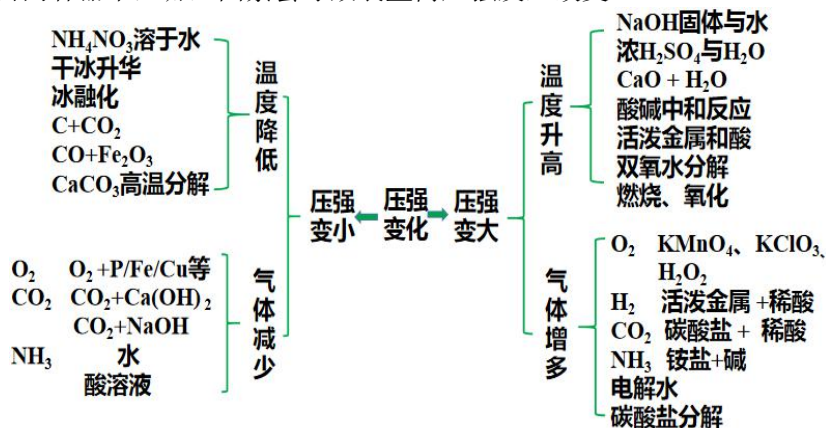 NH₄NO₃溶于水
干冰升华
冰融化
C+CO₂
CO+Fe₂O₃
CaCO₃高温分解
温度降低
O₂ O₂+P/Fe/Cu等
CO₂ CO₂+Ca(OH)₂
CO₂+NaOH
NH₃ 水
酸溶液
气体减少
压强变小
压强变化
压强变大
温度升高
NaOH固体与水
浓H₂SO₄与H₂O
CaO + H₂O
酸碱中和反应
活泼金属和酸
双氧水分解
燃烧、氧化
气体增多
O₂ KMnO₄、KClO₃、
H₂O₂
H₂ 活泼金属+稀酸
CO₂ 碳酸盐 + 稀酸
NH₃ 铵盐+碱
电解水
碳酸盐分解